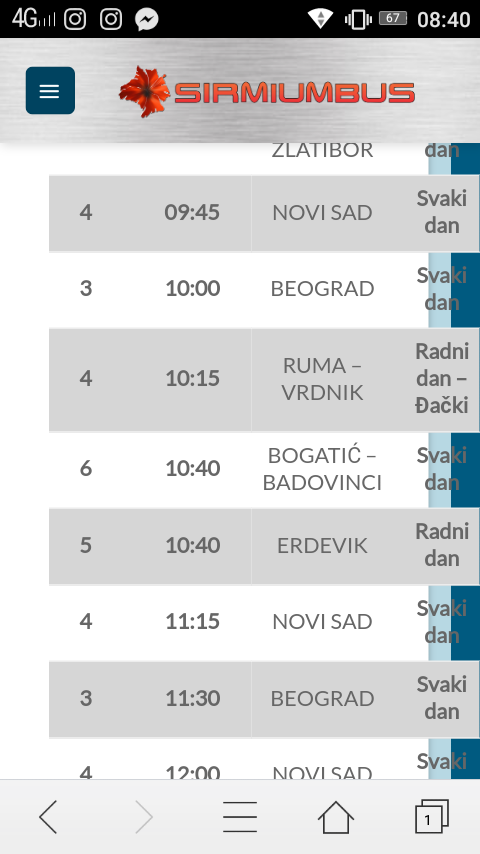 4G 67 08:40
SIRMIUMBUS
ZLATIBOR dan
4 09:45 NOVI SAD Svaki dan
3 10:00 BEOGRAD Svaki dan
4 10:15 RUMA –
VRDNIK Radni dan – Đački
6 10:40 BOGATIĆ –
BADOVINCI Svaki dan
5 10:40 ERDEVIK Radni dan
4 11:15 NOVI SAD Svaki dan
3 11:30 BEOGRAD Svaki dan
4 12:00 NOVI SAD Svaki
1